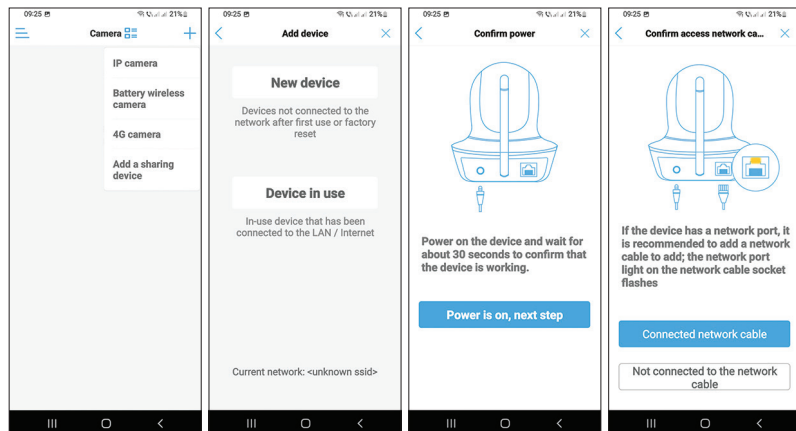 09:25
21%
Camera
IP camera
Battery wireless
camera
4G camera
Add a sharing
device
09:25
21%
Add device
New device
Devices not connected to the
network after first use or factory
reset
Device in use
In-use device that has been
connected to the LAN / Internet
Current network: <unknown ssid>
09:25
21%
Confirm power
Power on the device and wait for
about 30 seconds to confirm that
the device is working.
Power is on, next step
09:25
21%
Confirm access network ca...
If the device has a network port, it
is recommended to add a network
cable to add; the network port
light on the network cable socket
flashes
Connected network cable
Not connected to the network
cable